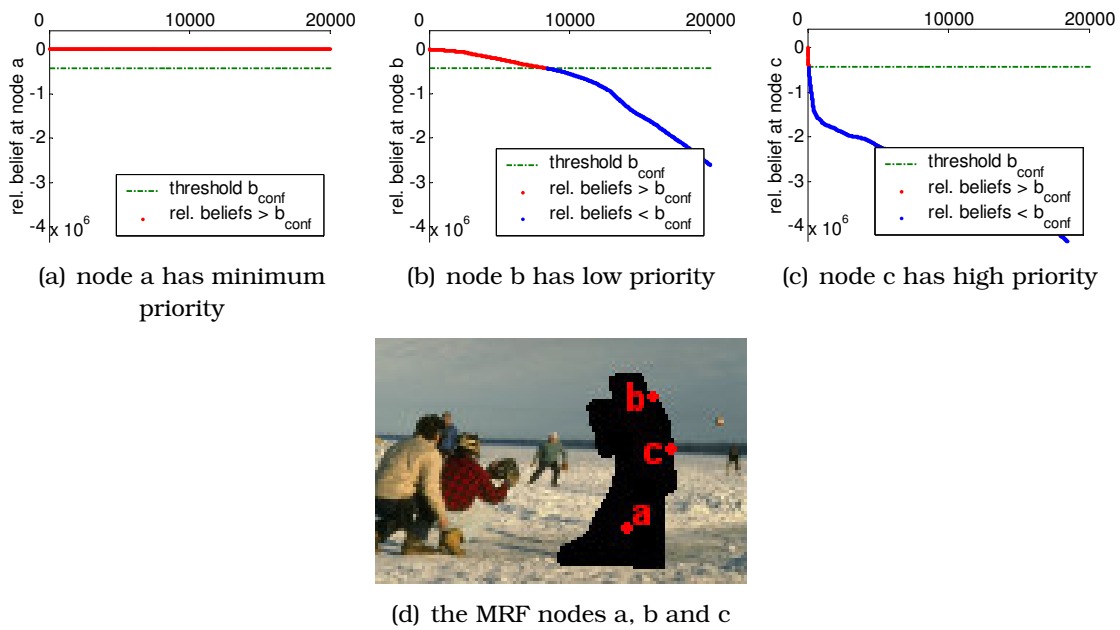 0 10000 20000
rel. belief at node a
0
-1
-2
-3
-4 x 10^6
threshold b_conf
rel. beliefs > b_conf
(a) node a has minimum
priority
0 10000 20000
rel. belief at node b
0
-1
-2
-3
-4 x 10^6
threshold b_conf
rel. beliefs > b_conf
rel. beliefs < b_conf
(b) node b has low priority
0 10000 20000
rel. belief at node c
0
-1
-2
-3
-4 x 10^6
threshold b_conf
rel. beliefs > b_conf
rel. beliefs < b_conf
(c) node c has high priority
b
c
a
(d) the MRF nodes a, b and c